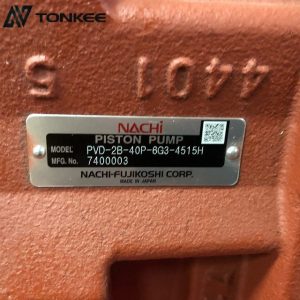 TONKEE
4401
5
NACHi
PISTON PUMP
MODEL PVD-2B-40P-6G3-4515H
MFG. No. 7400003
NACHI-FUJIKOSHI CORP.
MADE IN JAPAN